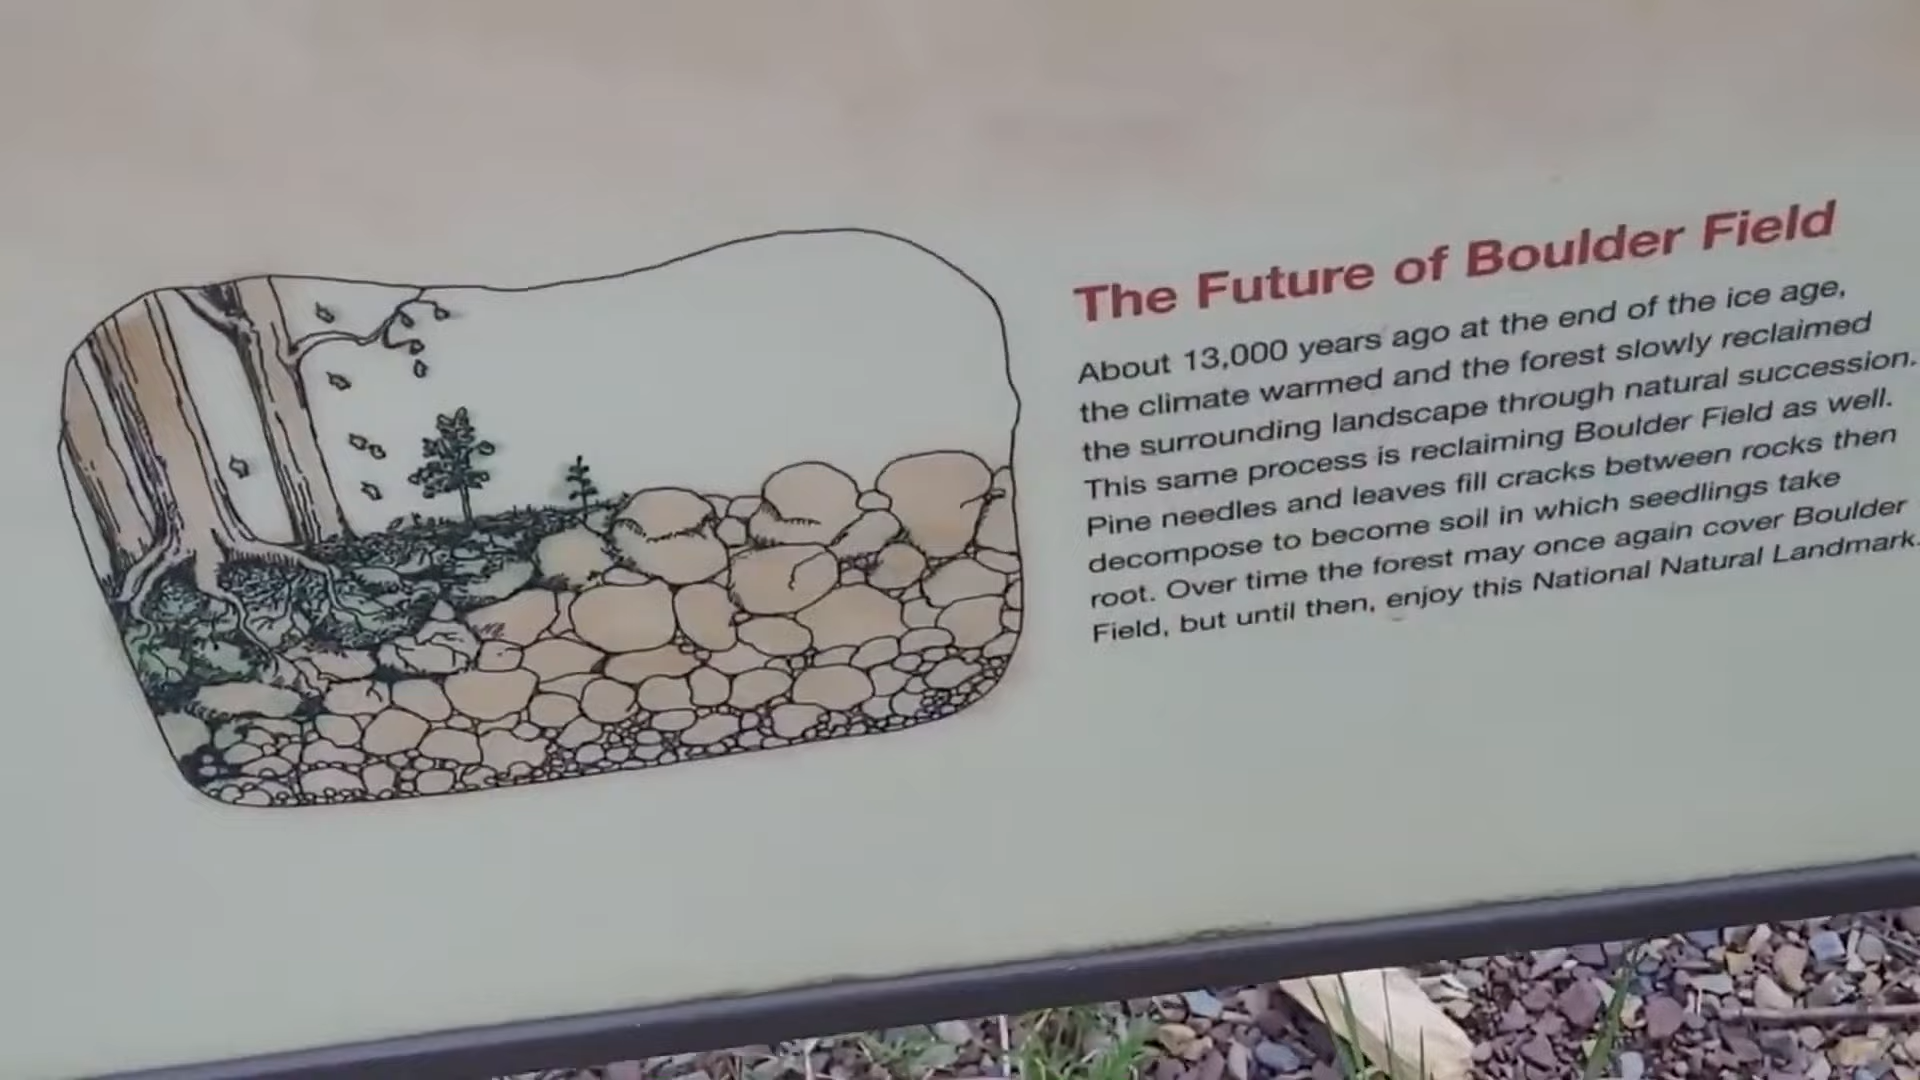 The Future of Boulder Field
About 13,000 years ago at the end of the ice age,
the climate warmed and the forest slowly reclaimed
the surrounding landscape through natural succession.
This same process is reclaiming Boulder Field as well.
Pine needles and leaves fill cracks between rocks then
decompose to become soil in which seedlings take
root. Over time the forest may once again cover Boulder
Field, but until then, enjoy this National Natural Landmark.